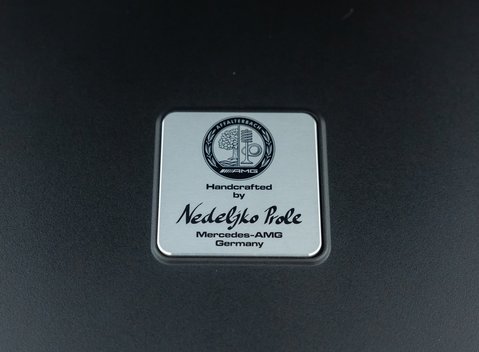 AFFALTERBACH
AMG
Handcrafted
by
Nedeljko Prole
Mercedes-AMG
Germany